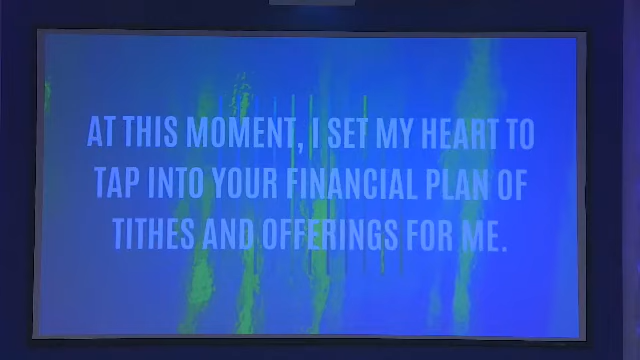 AT THIS MOMENT, I SET MY HEART TO
TAP INTO YOUR FINANCIAL PLAN OF
TITHES AND OFFERINGS FOR ME.